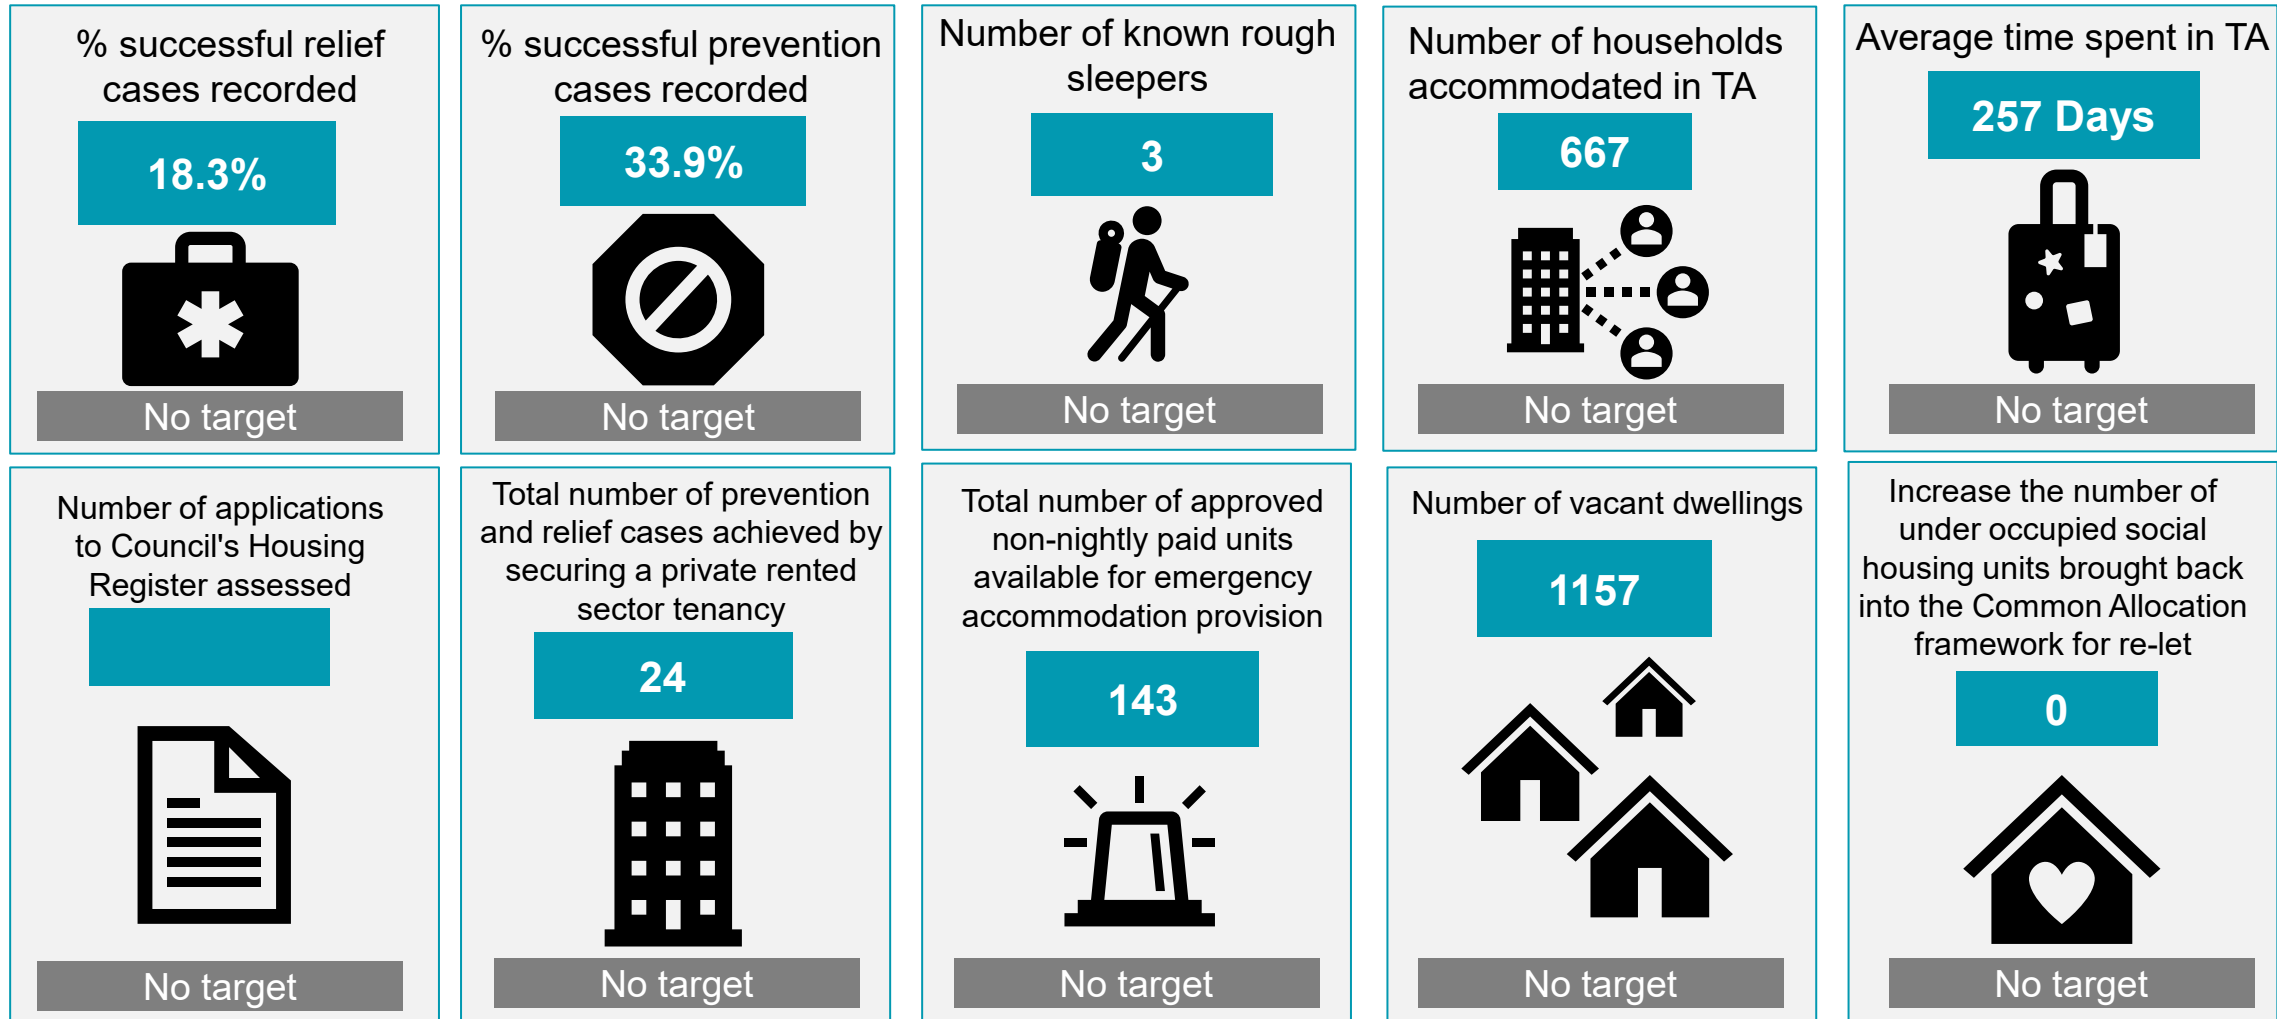 % successful relief
cases recorded
18.3%
No target
% successful prevention
cases recorded
33.9%
No target
Number of known rough
sleepers
3
No target
Number of households
accommodated in TA
667
No target
Average time spent in TA
257 Days
No target
Number of applications
to Council's Housing
Register assessed
No target
Total number of prevention
and relief cases achieved by
securing a private rented
sector tenancy
24
No target
Total number of approved
non-nightly paid units
available for emergency
accommodation provision
143
No target
Number of vacant dwellings
1157
No target
Increase the number of
under occupied social
housing units brought back
into the Common Allocation
framework for re-let
0
No target